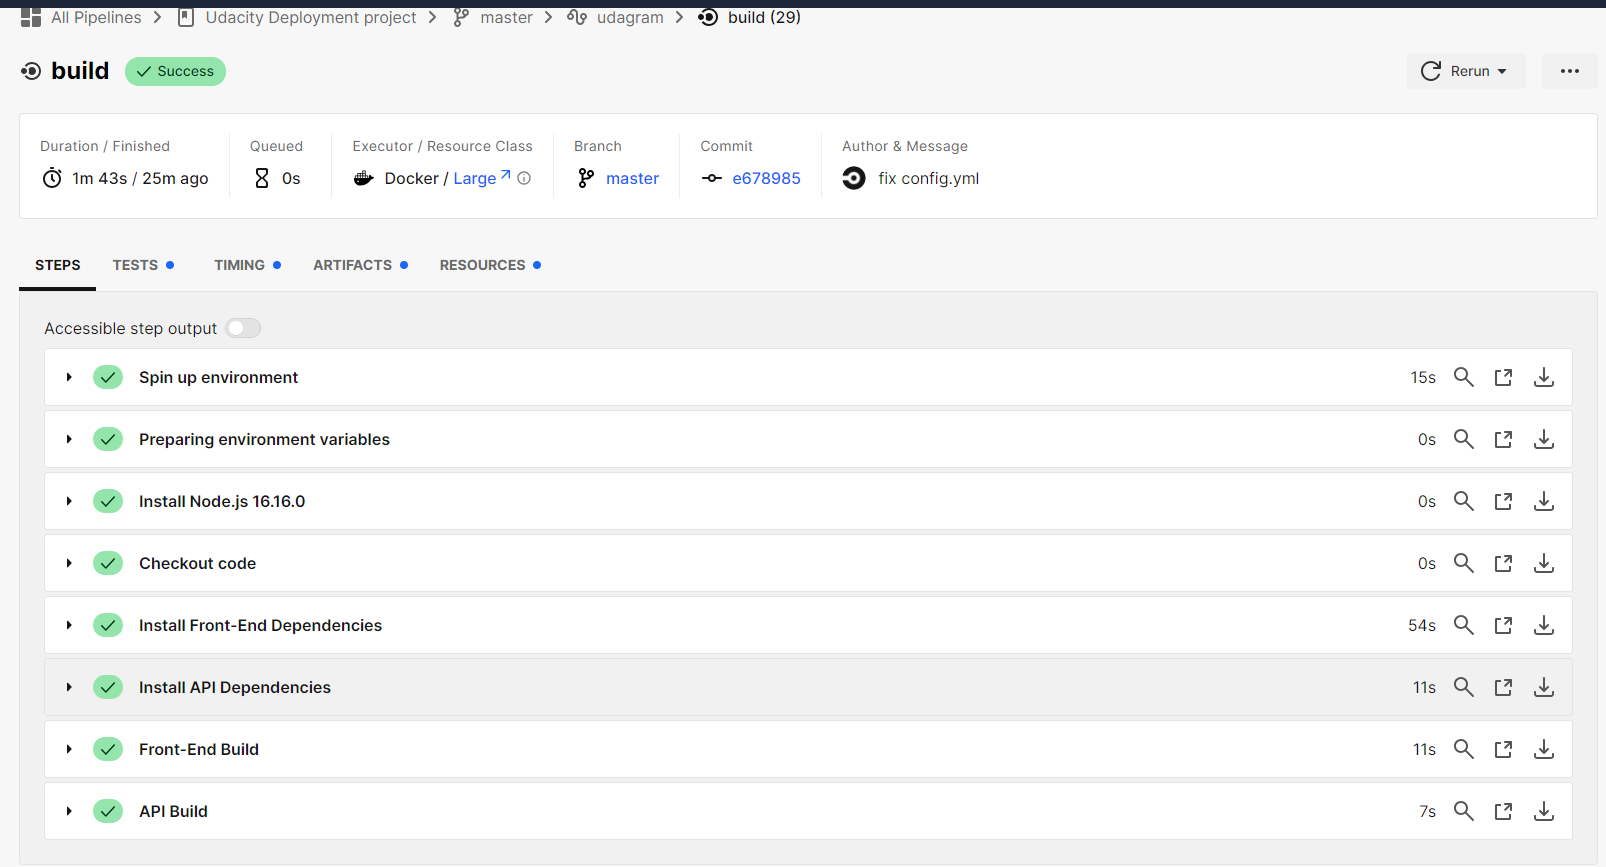 All Pipelines > Udacity Deployment project > master > udagram > build (29)
build Success Rerun
Duration / Finished Queued Executor / Resource Class Branch Commit Author & Message
1m 43s / 25m ago 0s Docker / Large master e678985 fix config.yml
STEPS TESTS TIMING ARTIFACTS RESOURCES
Accessible step output
Spin up environment 15s
Preparing environment variables 0s
Install Node.js 16.16.0 0s
Checkout code 0s
Install Front-End Dependencies 54s
Install API Dependencies 11s
Front-End Build 11s
API Build 7s